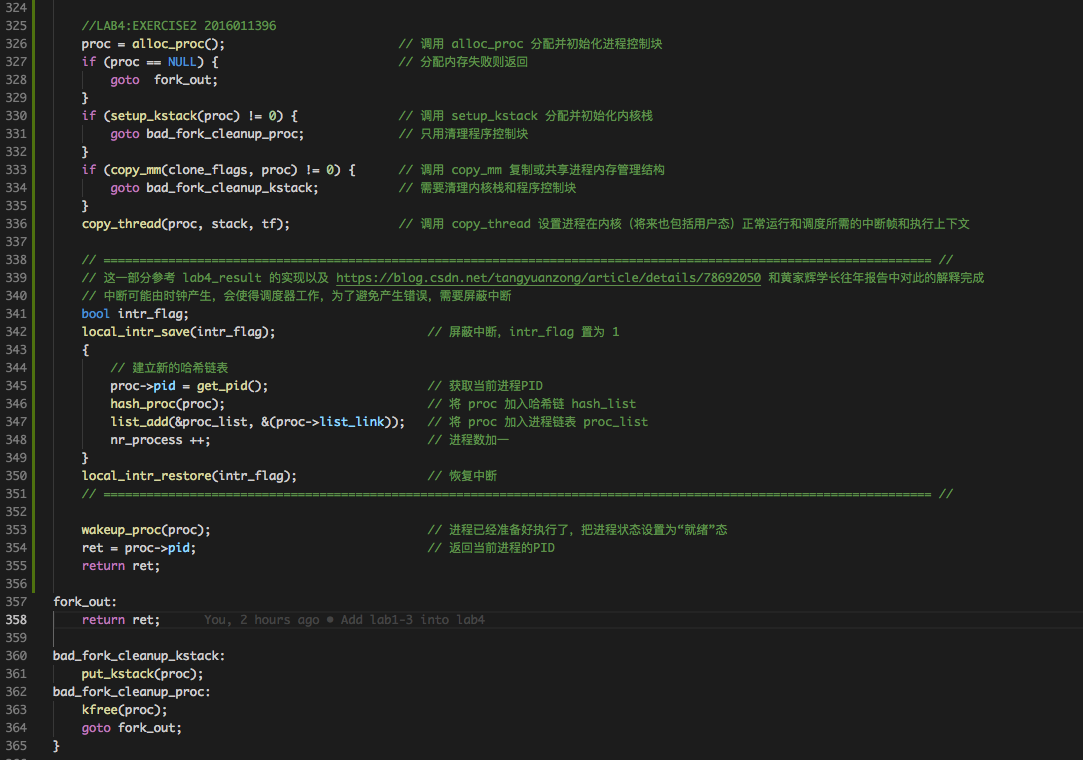 324
325 //LAB4:EXERCISE2 2016011396
326 proc = alloc_proc(); // 调用 alloc_proc 分配并初始化进程控制块
327 if (proc == NULL) { // 分配内存失败则返回
328 goto fork_out;
329 }
330 if (setup_kstack(proc) != 0) { // 调用 setup_kstack 分配并初始化内核栈
331 goto bad_fork_cleanup_proc; // 只用清理程序控制块
332 }
333 if (copy_mm(clone_flags, proc) != 0) { // 调用 copy_mm 复制或共享进程内存管理结构
334 goto bad_fork_cleanup_kstack; // 需要清理内核栈和程序控制块
335 }
336 copy_thread(proc, stack, tf); // 调用 copy_thread 设置进程在内核（将来也包括用户态）正常运行和调度所需的中断帧和执行上下文
337
338 // =================================================================================================================== //
339 // 这一部分参考 lab4_result 的实现以及 https://blog.csdn.net/tangyuanzong/article/details/78692050 和黄家辉学长往年报告中对此的解释完成
340 // 中断可能由时钟产生，会使得调度器工作，为了避免产生错误，需要屏蔽中断
341 bool intr_flag;
342 local_intr_save(intr_flag); // 屏蔽中断，intr_flag 置为 1
343 {
344 // 建立新的哈希链表
345 proc->pid = get_pid(); // 获取当前进程PID
346 hash_proc(proc); // 将 proc 加入哈希链 hash_list
347 list_add(&proc_list, &(proc->list_link)); // 将 proc 加入进程链表 proc_list
348 nr_process ++; // 进程数加一
349 }
350 local_intr_restore(intr_flag); // 恢复中断
351 // =================================================================================================================== //
352
353 wakeup_proc(proc); // 进程已经准备好执行了，把进程状态设置为“就绪”态
354 ret = proc->pid; // 返回当前进程的PID
355 return ret;
356
357 fork_out:
358 return ret; You, 2 hours ago • Add lab1-3 into lab4
359
360 bad_fork_cleanup_kstack:
361 put_kstack(proc);
362 bad_fork_cleanup_proc:
363 kfree(proc);
364 goto fork_out;
365 }